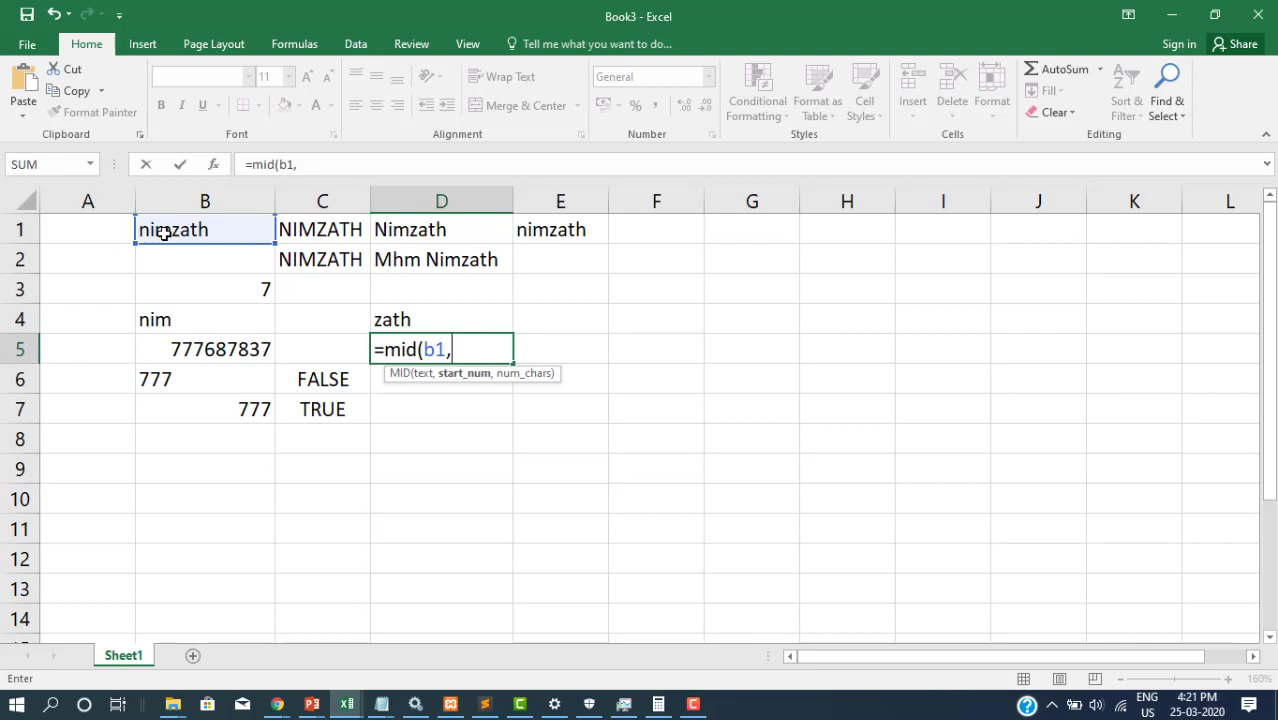 Book3 - Excel
File Home Insert Page Layout Formulas Data Review View Tell me what you want to do... Sign in Share
Paste Cut Copy Format Painter
11
B I U A
Wrap Text
Merge & Center
General
%
Conditional Formatting Format as Table Cell Styles
Insert Delete Format
AutoSum Fill Clear
Sort & Filter Find & Select
Clipboard Font Alignment Number Styles Cells Editing
SUM fx =mid(b1,
A B C D E F G H I J K L
1 nimzath NIMZATH Nimzath nimzath
2 NIMZATH Mhm Nimzath
3 7
4 nim zath
5 777687837 =mid(b1,
MID(text, start_num, num_chars)
6 777 FALSE
7 777 TRUE
8
9
10
11
12
13
14
Sheet1
Enter 160%
ENG 4:21 PM
US 25-03-2020